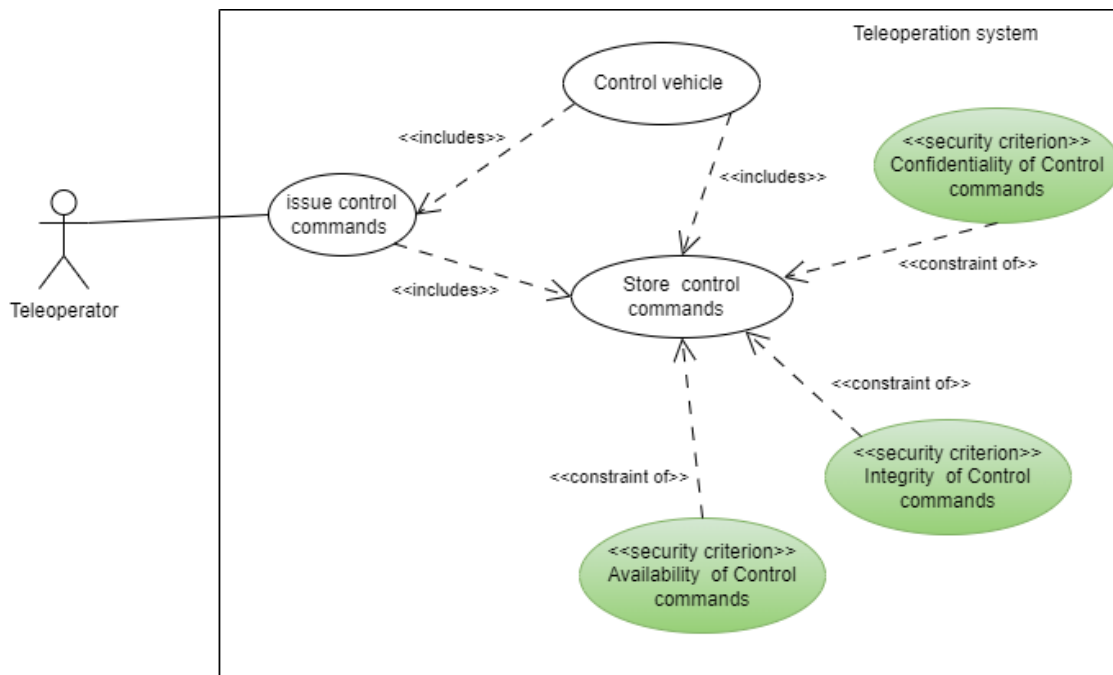 Teleoperation system
Control vehicle
<<includes>>
<<security criterion>>
Confidentiality of Control
commands
<<includes>>
issue control
commands
<<constraint of>>
<<includes>>
Store control
commands
Teleoperator
<<constraint of>>
<<security criterion>>
Integrity of Control
commands
<<constraint of>>
<<security criterion>>
Availability of Control
commands